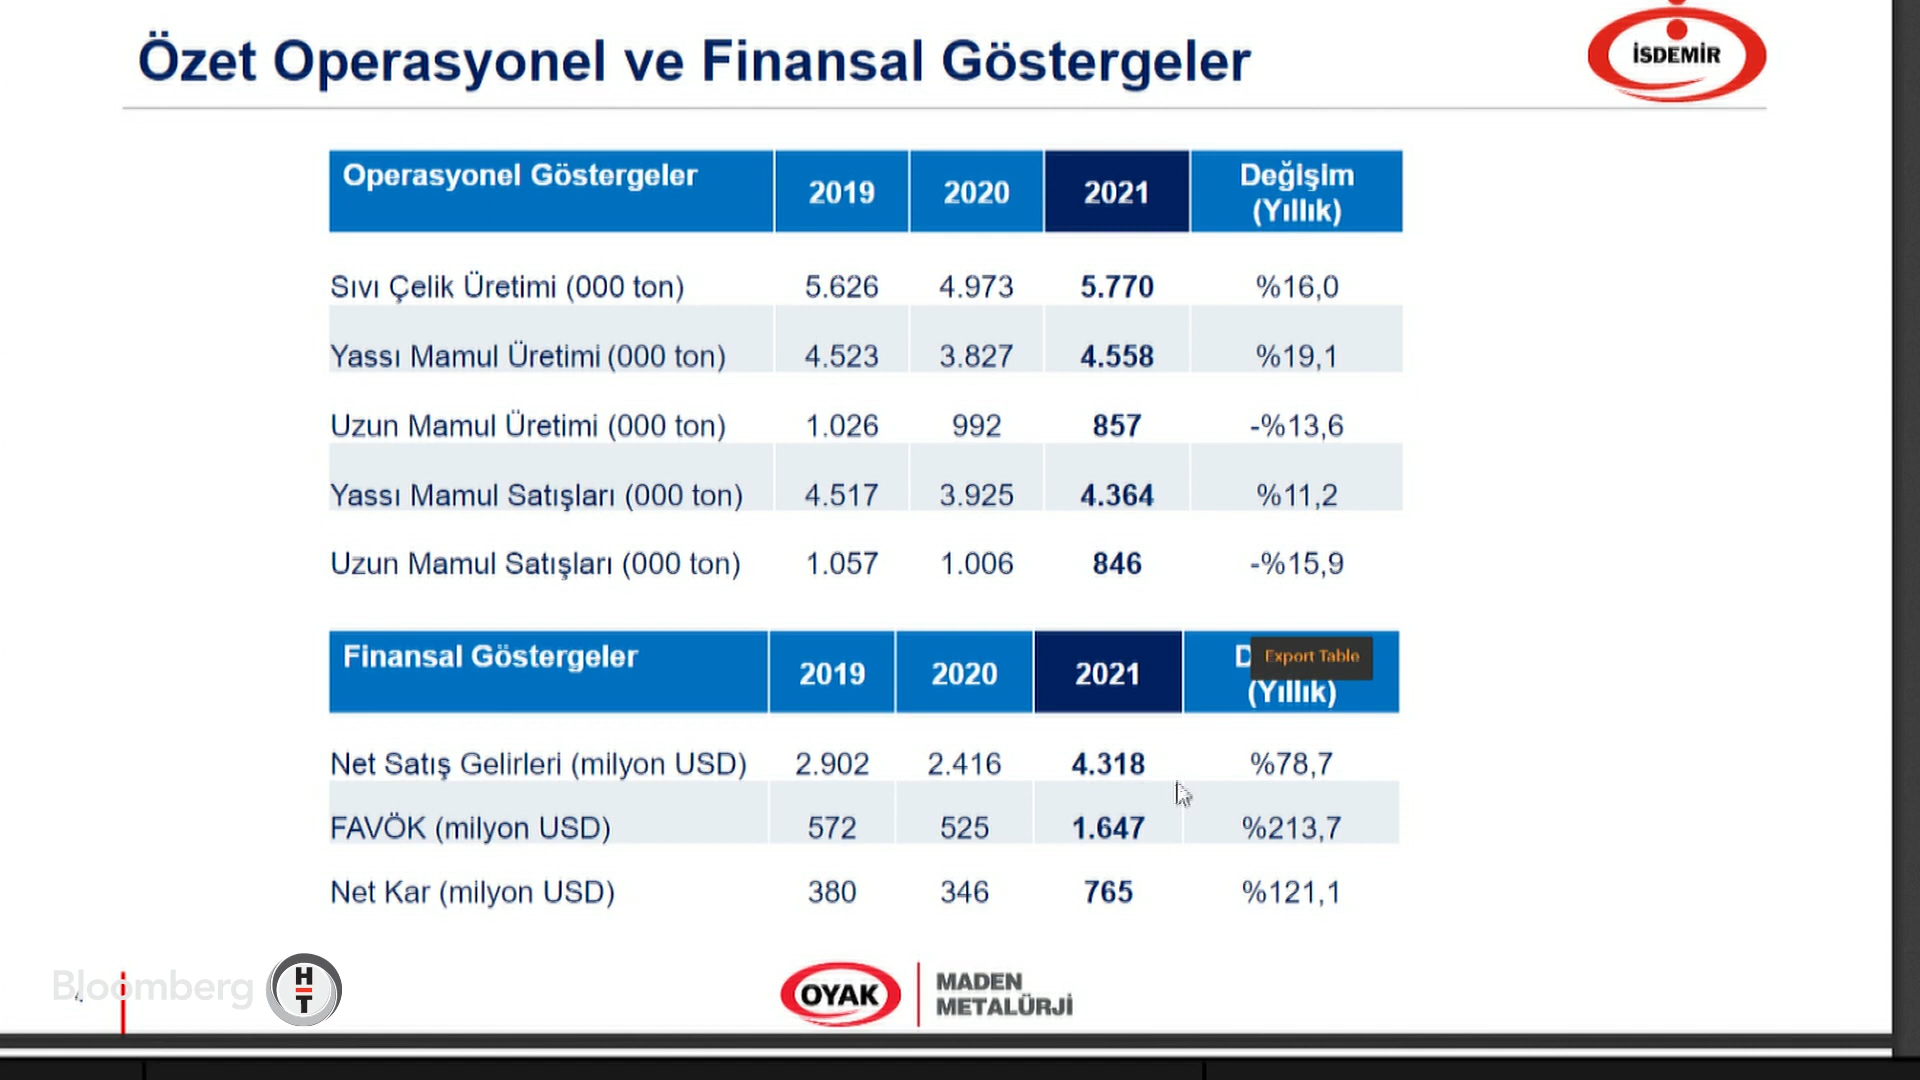 Özet Operasyonel ve Finansal Göstergeler
İSDEMİR
Operasyonel Göstergeler 2019 2020 2021 Değişim (Yıllık)
Sıvı Çelik Üretimi (000 ton) 5.626 4.973 5.770 %16,0
Yassı Mamul Üretimi (000 ton) 4.523 3.827 4.558 %19,1
Uzun Mamul Üretimi (000 ton) 1.026 992 857 -%13,6
Yassı Mamul Satışları (000 ton) 4.517 3.925 4.364 %11,2
Uzun Mamul Satışları (000 ton) 1.057 1.006 846 -%15,9
Finansal Göstergeler 2019 2020 2021 (Yıllık)
Export Table
Net Satış Gelirleri (milyon USD) 2.902 2.416 4.318 %78,7
FAVÖK (milyon USD) 572 525 1.647 %213,7
Net Kar (milyon USD) 380 346 765 %121,1
Bloomberg HT
OYAK
MADEN
METALÜRJİ